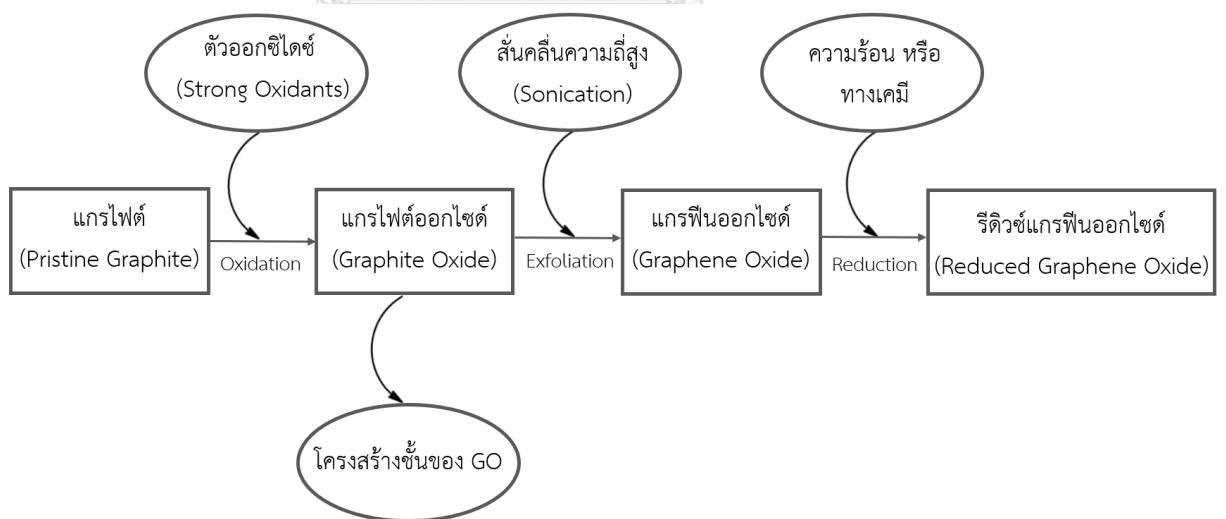 ตัวออกซิไดซ์
(Strong Oxidants)
สั่นคลื่นความถี่สูง
(Sonication)
ความร้อน หรือ
ทางเคมี
แกรไฟต์
(Pristine Graphite)
Oxidation
แกรไฟต์ออกไซด์
(Graphite Oxide)
Exfoliation
แกรฟีนออกไซด์
(Graphene Oxide)
Reduction
รีดิวซ์แกรฟีนออกไซด์
(Reduced Graphene Oxide)
โครงสร้างชั้นของ GO